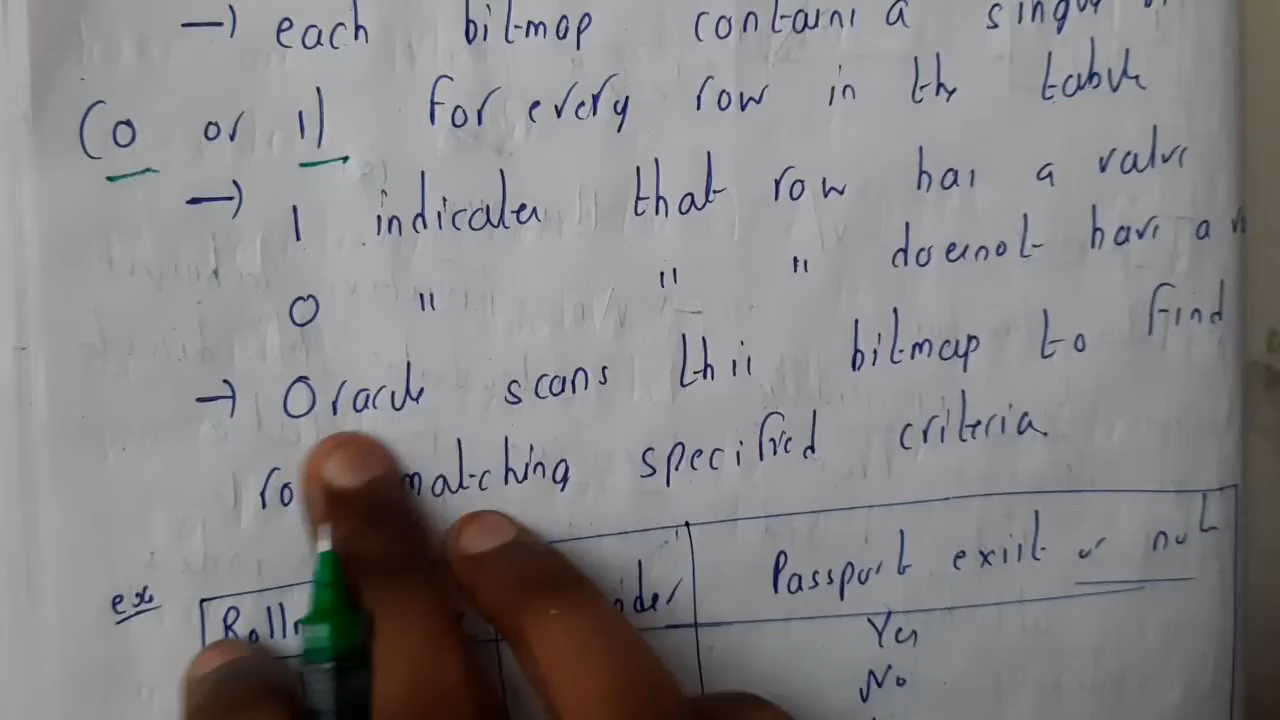 → each bitmap contains a single
(0 or 1) for every row in the table
→ 1 indicates that row has a value
0 " " " doesnot have a
→ Oracle scans this bitmap to find
matching specified criteria
ex
Passport exist or not
Yes
No